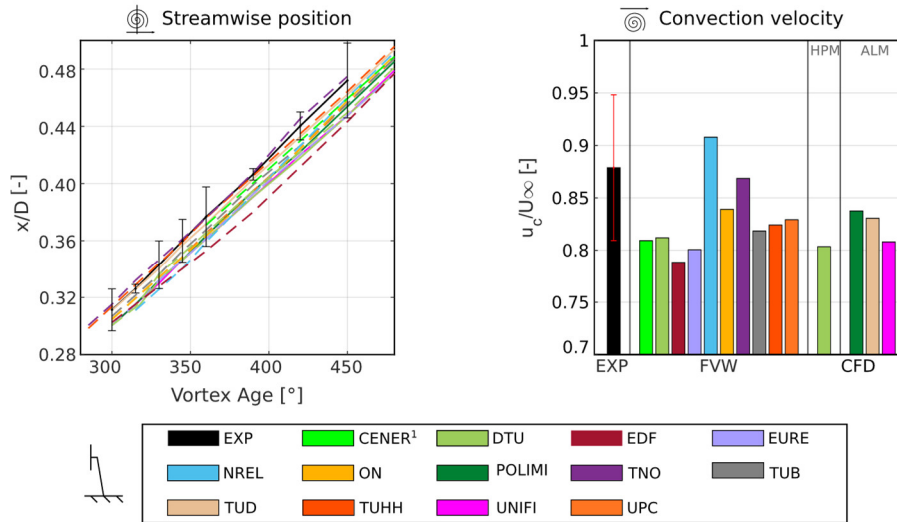 Streamwise position
Convection velocity
x/D [-]
0.48
0.44
0.40
0.36
0.32
0.28
300 350 400 450
Vortex Age [°]
u_c/U∞ [-]
1
0.95
0.9
0.85
0.8
0.75
0.7
HPM ALM
EXP FVW CFD
EXP CENER¹ DTU EDF EURE
NREL ON POLIMI TNO TUB
TUD TUHH UNIFI UPC